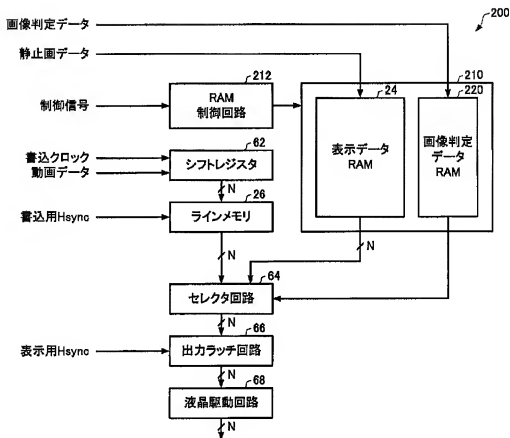 200
画像判定データ
静止画データ
210
212
24
220
制御信号
RAM
制御回路
表示データ
RAM
画像判定
データ
RAM
62
書込クロック
動画データ
シフトレジスタ
N
26
書込用Hsync
ラインメモリ
N
N
64
セレクタ回路
N
66
表示用Hsync
出力ラッチ回路
N
68
液晶駆動回路
N